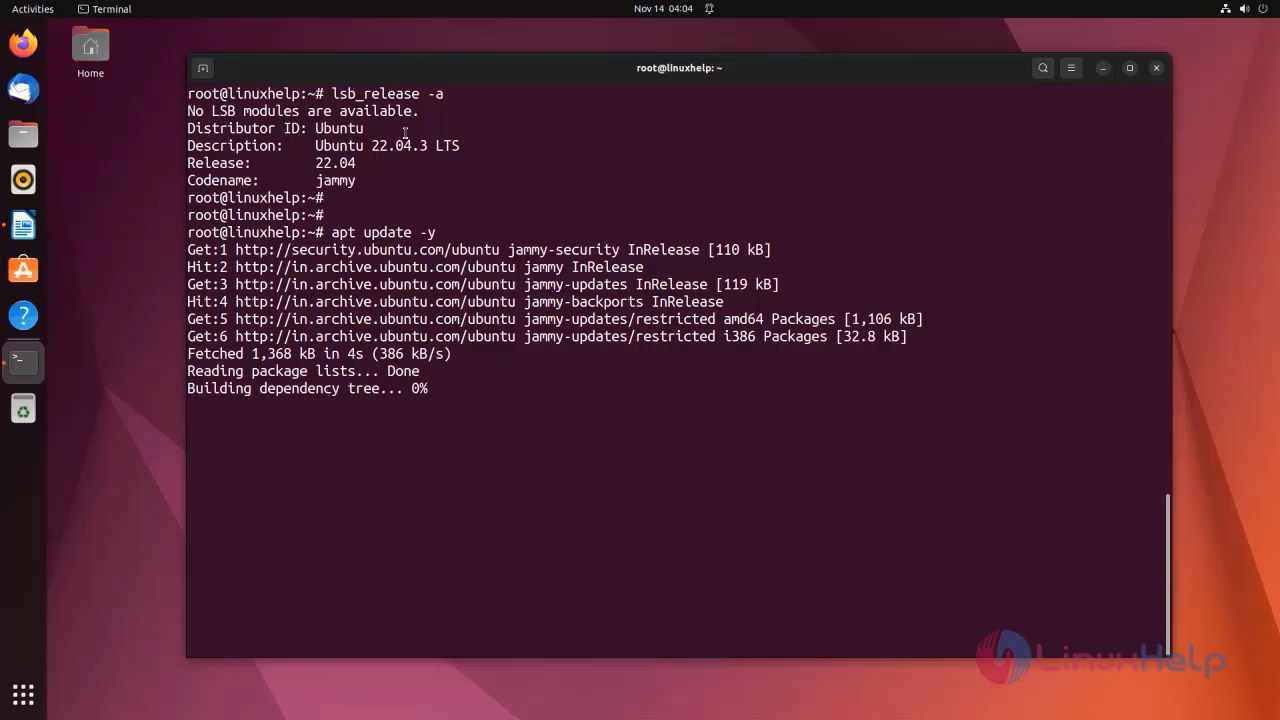 Activities Terminal Nov 14 04:04
Home
root@linuxhelp: ~
root@linuxhelp:~# lsb_release -a
No LSB modules are available.
Distributor ID: Ubuntu
Description: Ubuntu 22.04.3 LTS
Release: 22.04
Codename: jammy
root@linuxhelp:~#
root@linuxhelp:~#
root@linuxhelp:~# apt update -y
Get:1 http://security.ubuntu.com/ubuntu jammy-security InRelease [110 kB]
Hit:2 http://in.archive.ubuntu.com/ubuntu jammy InRelease
Get:3 http://in.archive.ubuntu.com/ubuntu jammy-updates InRelease [119 kB]
Hit:4 http://in.archive.ubuntu.com/ubuntu jammy-backports InRelease
Get:5 http://in.archive.ubuntu.com/ubuntu jammy-updates/restricted amd64 Packages [1,106 kB]
Get:6 http://in.archive.ubuntu.com/ubuntu jammy-updates/restricted i386 Packages [32.8 kB]
Fetched 1,368 kB in 4s (386 kB/s)
Reading package lists... Done
Building dependency tree... 0%
LinuxHelp